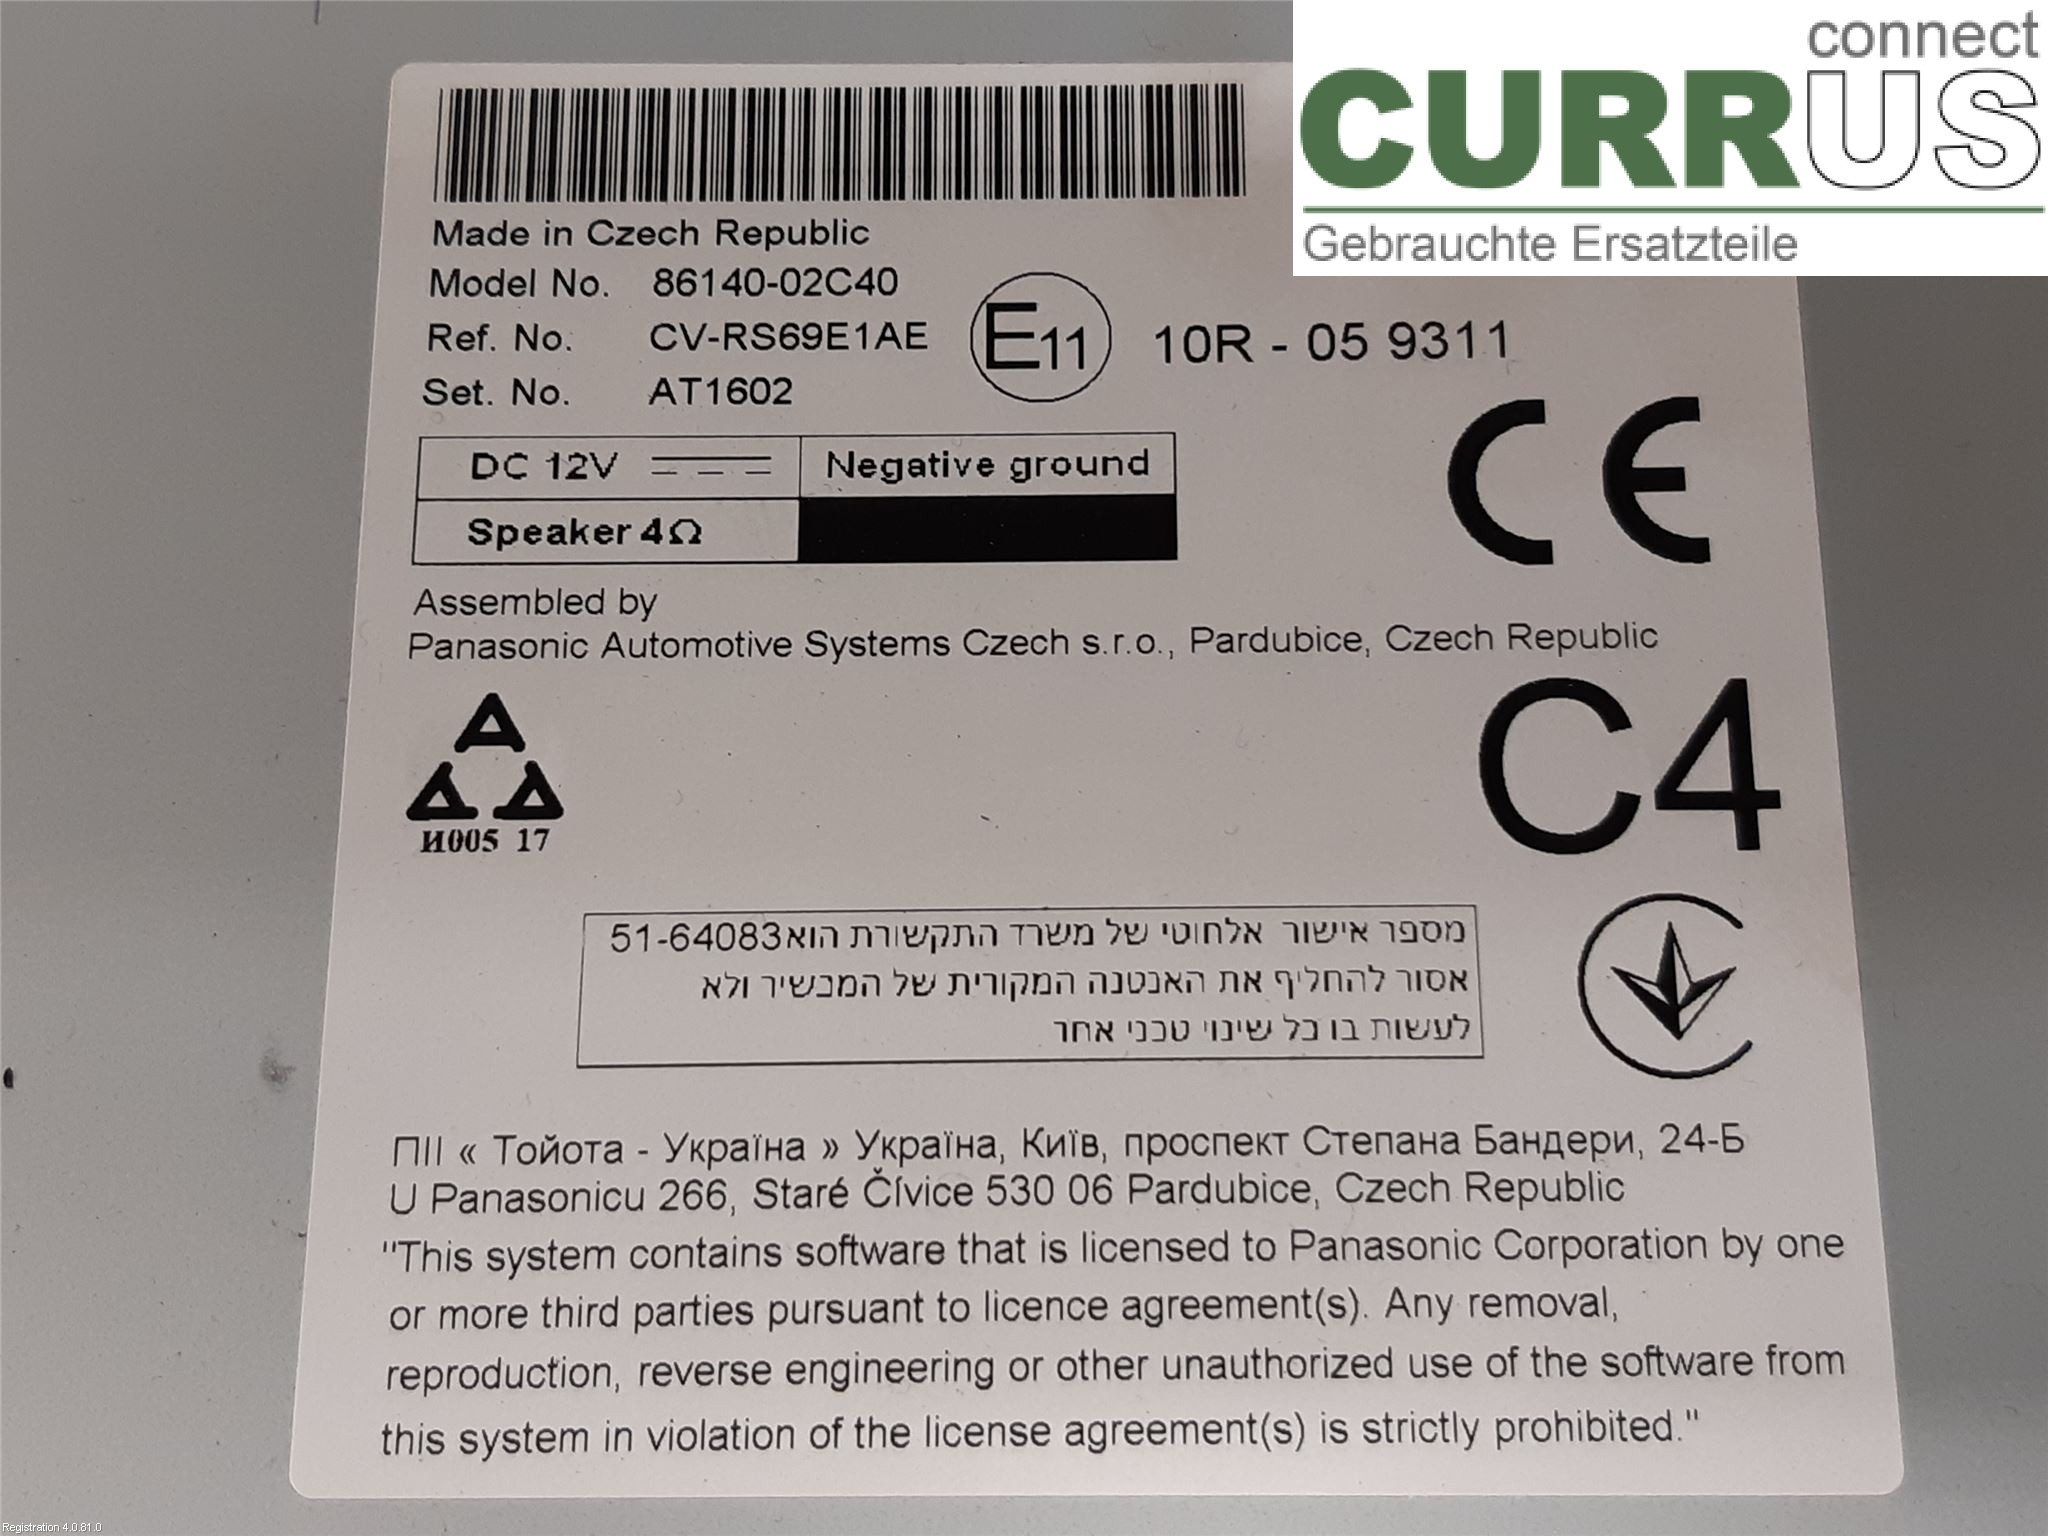 connect
CURRUS
Gebrauchte Ersatzteile
Made in Czech Republic
Model No. 86140-02C40
Ref. No. CV-RS69E1AE
Set. No. AT1602
E11 10R - 05 9311
DC 12V Negative ground
Speaker 4Ω
CE
Assembled by
Panasonic Automotive Systems Czech s.r.o., Pardubice, Czech Republic
C4
И005 17
מספר אישור אלחוטי של משרד התקשורת הוא51-64083
אסור להחליף את האנטנה המקורית של המכשיר ולא
לעשות בו כל שינוי טכני אחר
ПІІ « Тойота - Україна » Україна, Київ, проспект Степана Бандери, 24-Б
U Panasonicu 266, Staré Čívice 530 06 Pardubice, Czech Republic
"This system contains software that is licensed to Panasonic Corporation by one
or more third parties pursuant to licence agreement(s). Any removal,
reproduction, reverse engineering or other unauthorized use of the software from
this system in violation of the license agreement(s) is strictly prohibited."
Registration 4.0.81.0